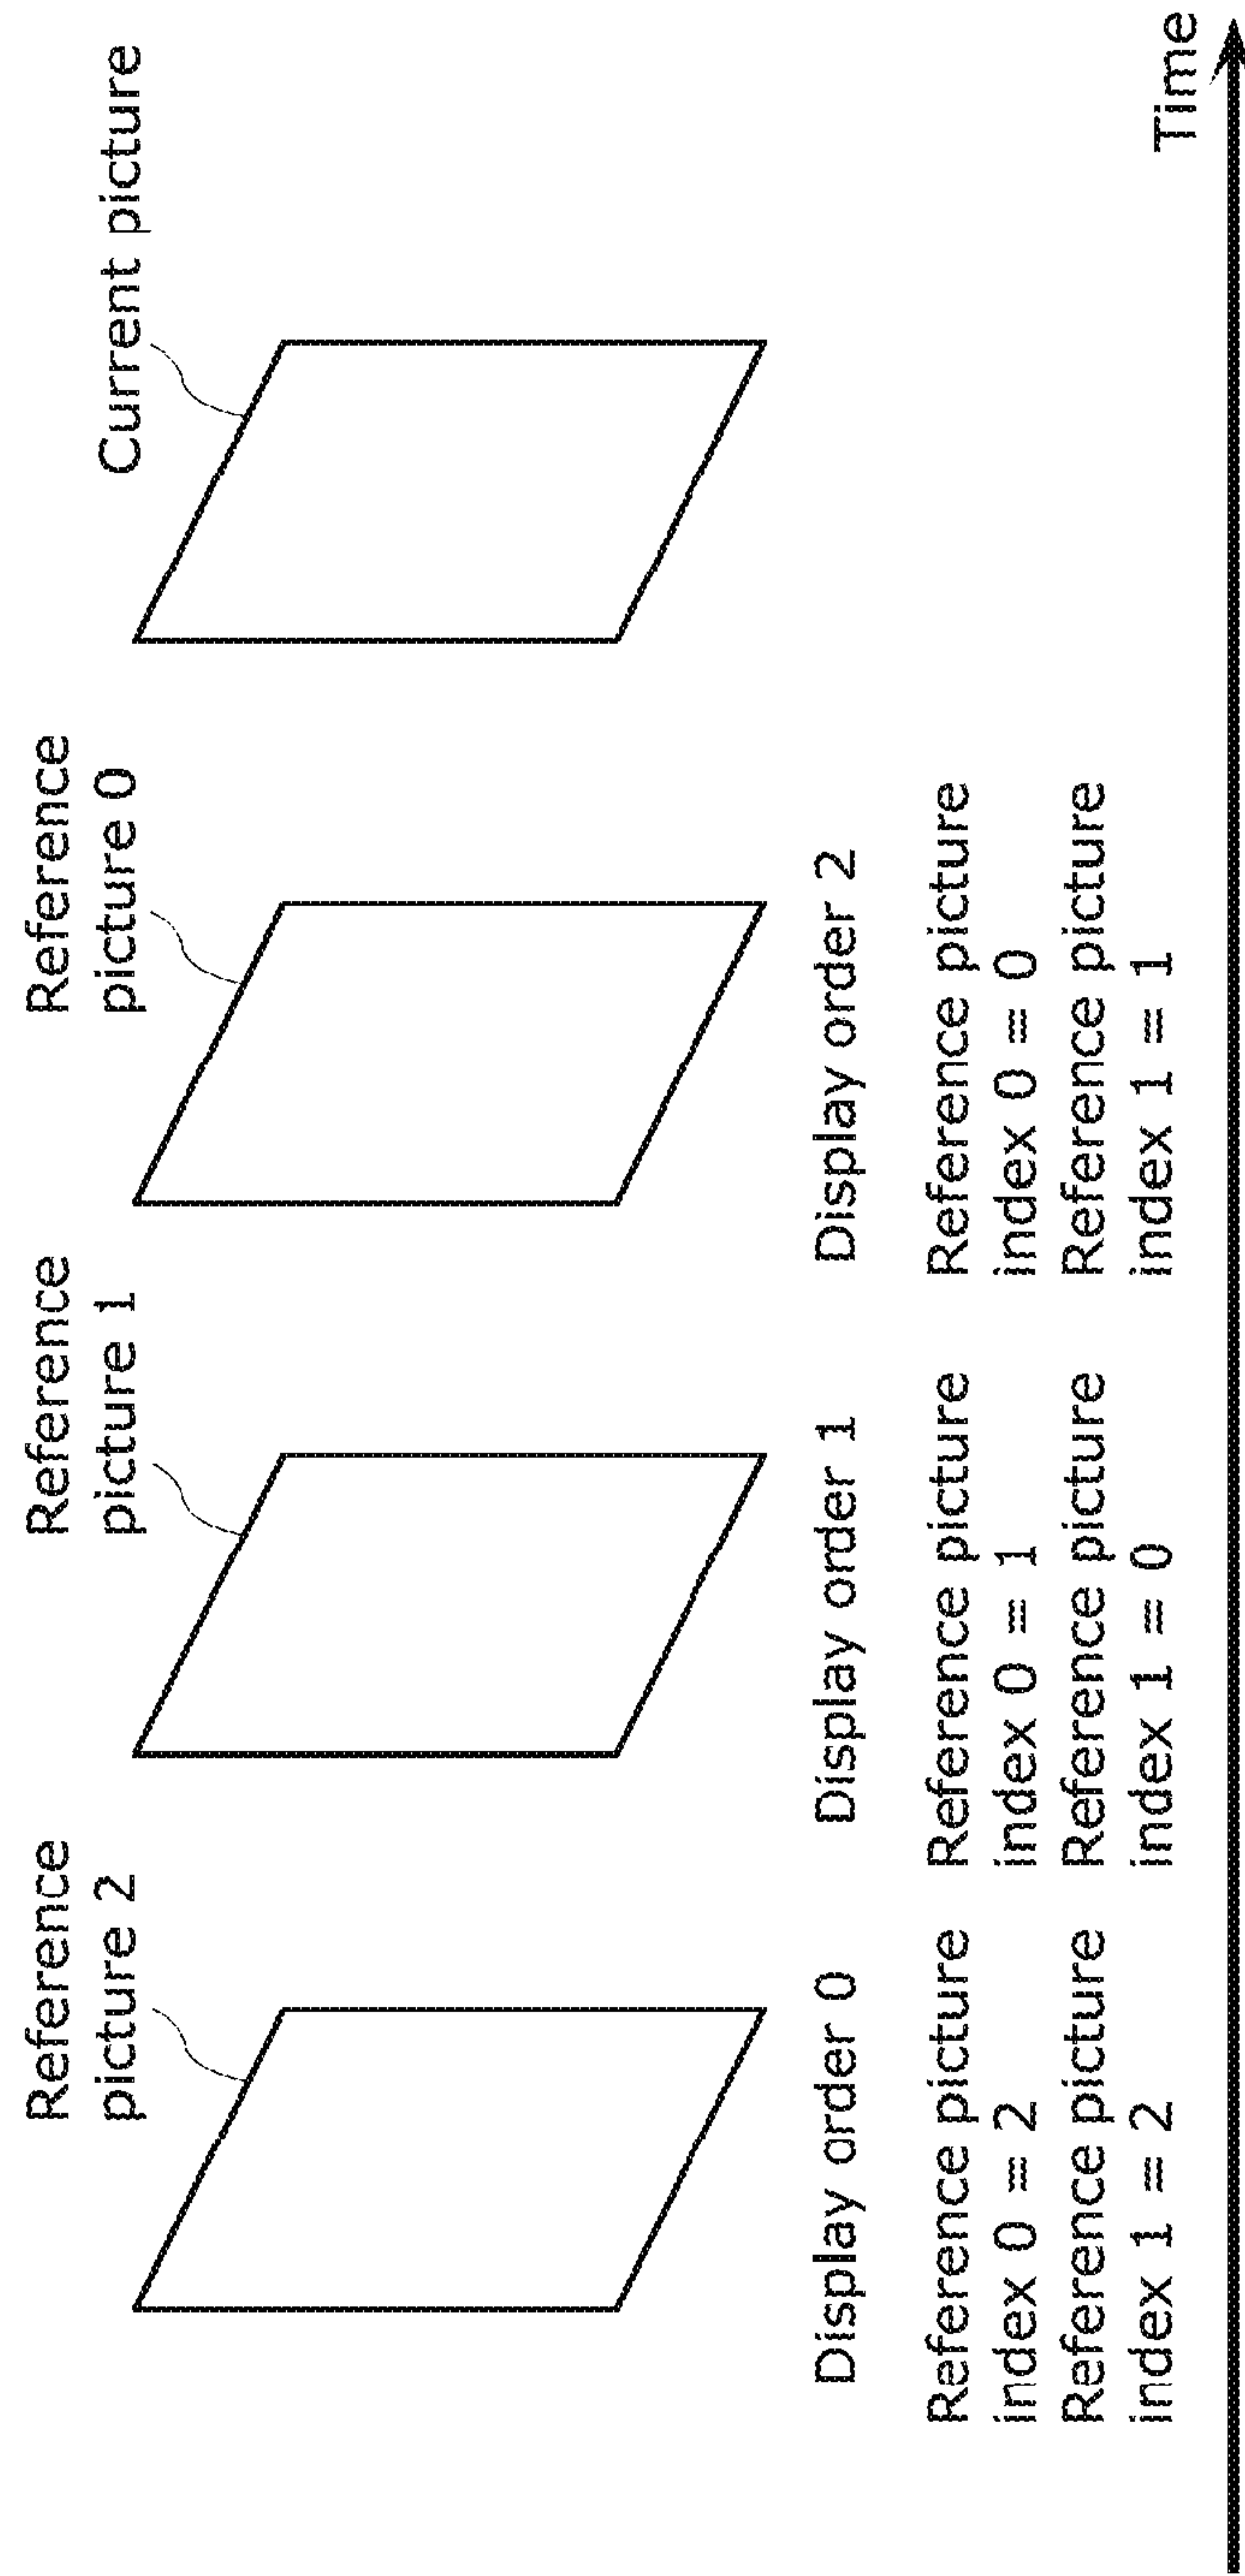 Reference
picture 2
Reference
picture 1
Reference
picture 0
Current picture
Display order 0
Reference picture
index 0 = 2
Reference picture
index 1 = 2
Display order 1
Reference picture
index 0 = 1
Reference picture
index 1 = 0
Display order 2
Reference picture
index 0 = 0
Reference picture
index 1 = 1
Time